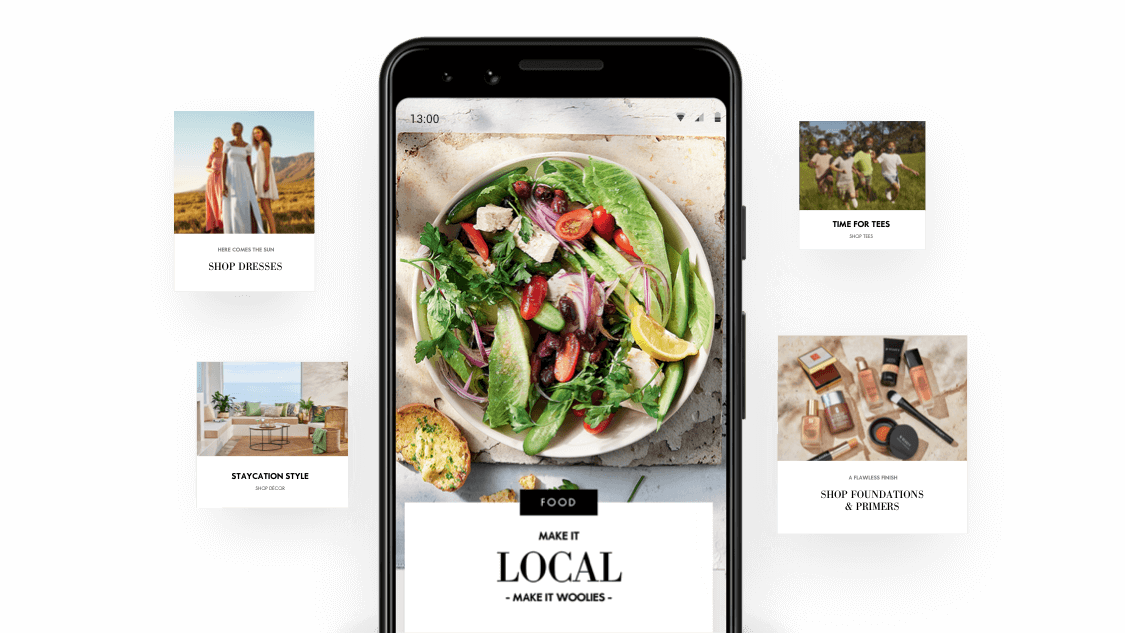 13:00
HERE COMES THE SUN
SHOP DRESSES
STAYCATION STYLE
SHOP DECOR
FOOD
MAKE IT
LOCAL
- MAKE IT WOOLIES -
TIME FOR TEES
SHOP TEES
A FLAWLESS FINISH
SHOP FOUNDATIONS
& PRIMERS